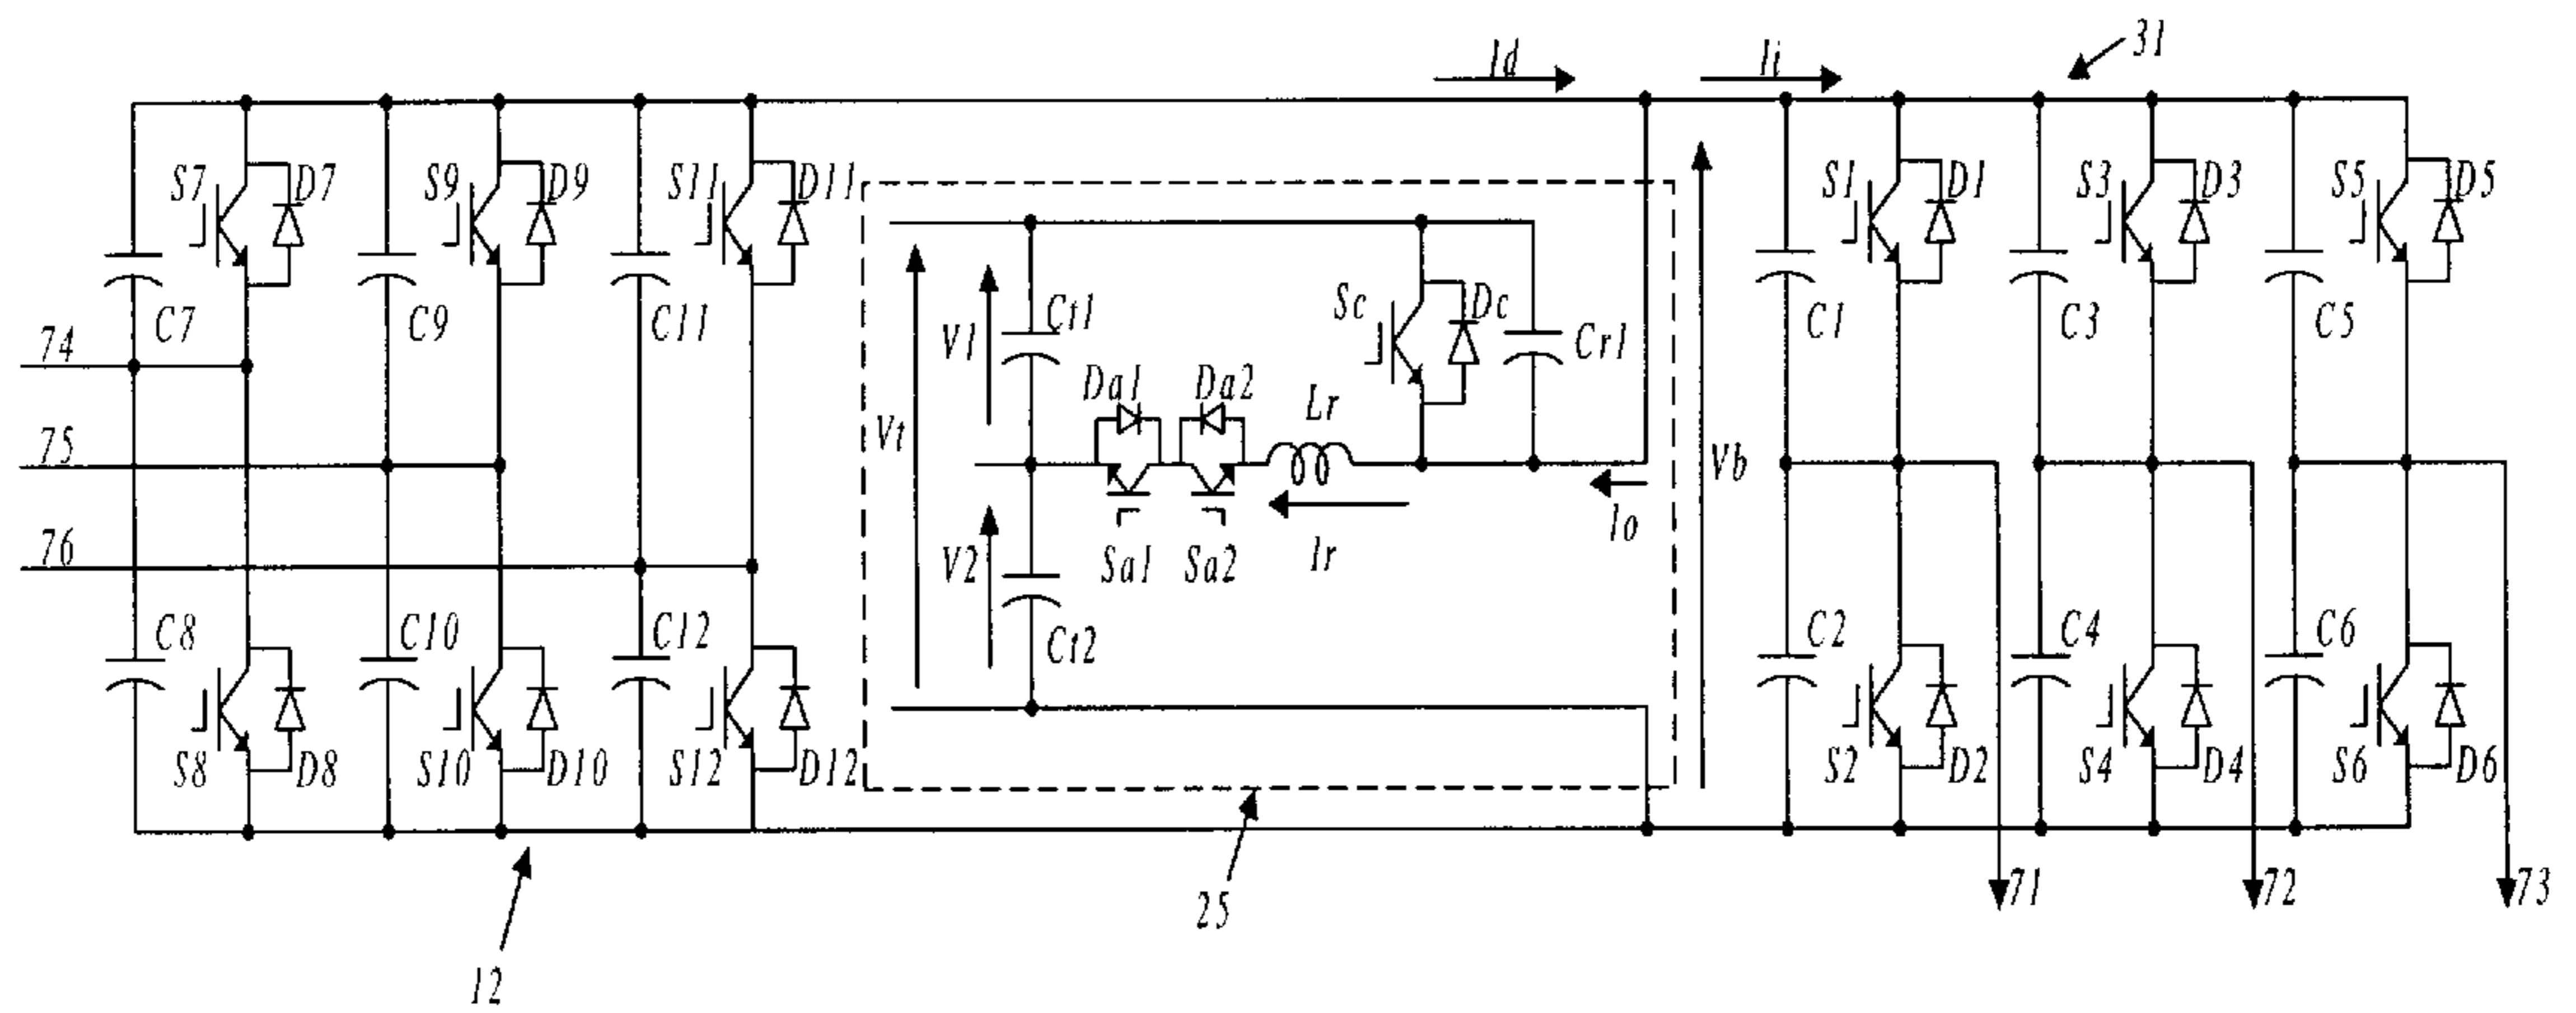 Id
Ii
31
S7
D7
S9
D9
S11
D11
S1
D1
S3
D3
S5
D5
C7
C9
C11
V1
Ct1
Sc
Dc
Cr1
C1
C3
C5
74
Da1
Da2
Lr
Vt
75
Vb
Io
76
V2
Sa1
Sa2
Ir
C8
C10
C12
Ct2
C2
C4
C6
S8
D8
S10
D10
S12
D12
S2
D2
S4
D4
S6
D6
25
71
72
73
12